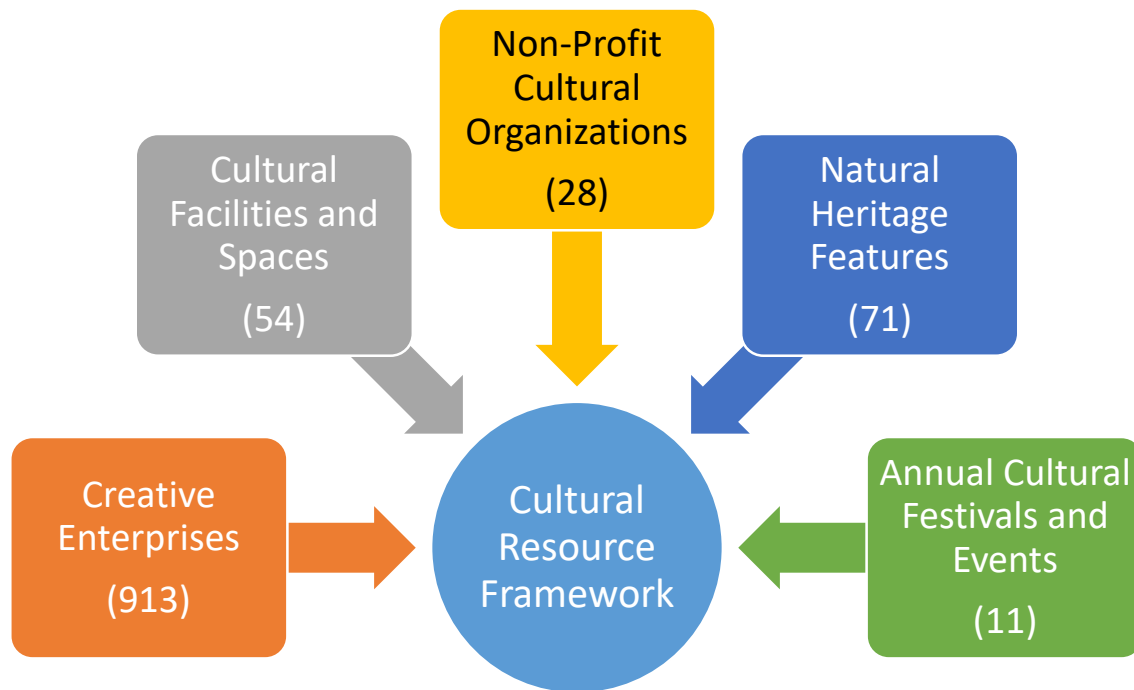 Non-Profit
Cultural
Organizations
(28)
Cultural
Facilities and
Spaces
(54)
Natural
Heritage
Features
(71)
Creative
Enterprises
(913)
Cultural
Resource
Framework
Annual Cultural
Festivals and
Events
(11)